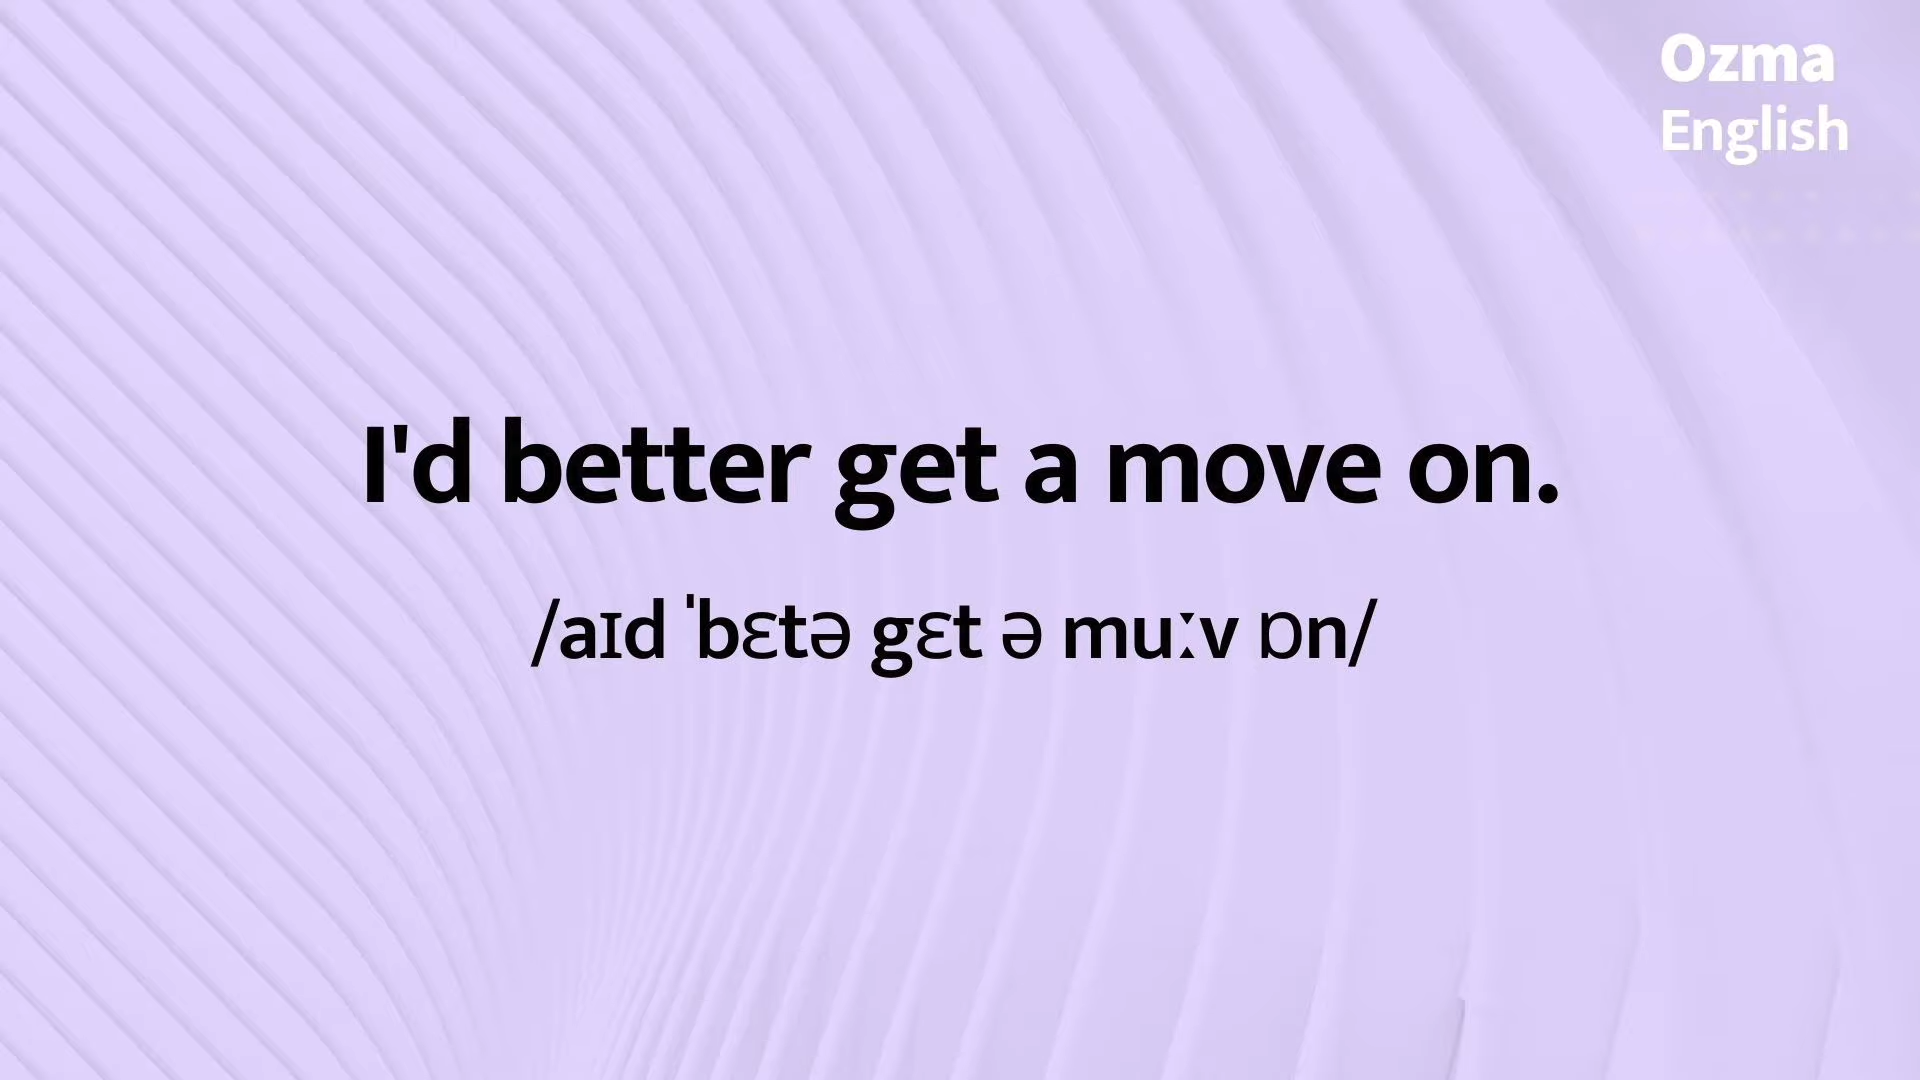 Ozma
English
I'd better get a move on.
/aɪd ˈbɛtə gɛt ə muːv ɒn/